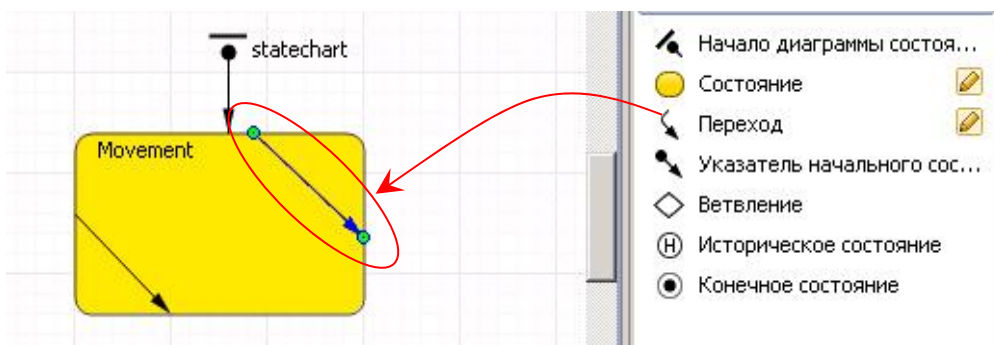 statechart
Movement
Начало диаграммы состоя...
Состояние
Переход
Указатель начального сос...
Ветвление
H Историческое состояние
Конечное состояние